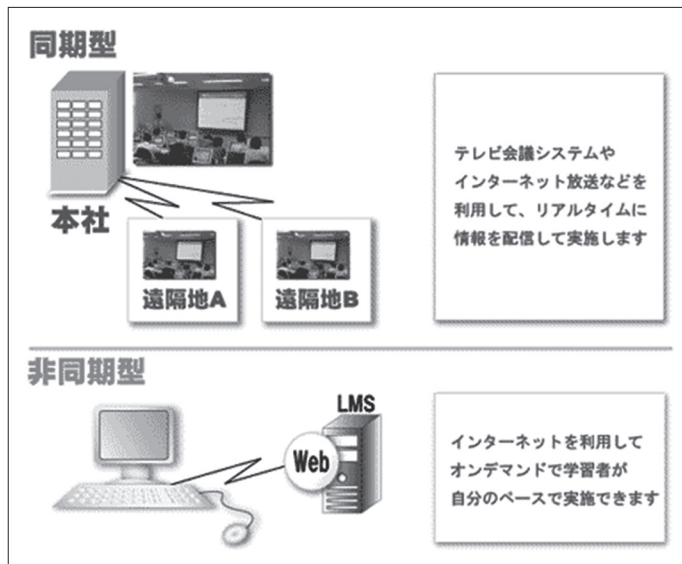 同期型
本社
遠隔地A
遠隔地B
テレビ会議システムや
インターネット放送などを
利用して、リアルタイムに
情報を配信して実施します
非同期型
LMS
Web
インターネットを利用して
オンデマンドで学習者が
自分のペースで実施できます